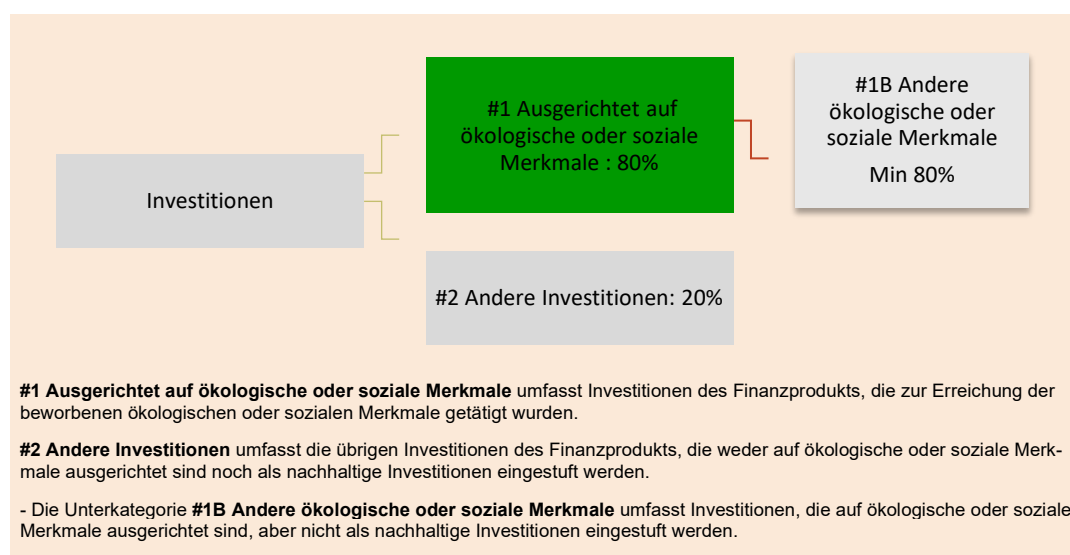 Investitionen
#1 Ausgerichtet auf
ökologische oder soziale
Merkmale : 80%
#1B Andere
ökologische oder
soziale Merkmale
Min 80%
#2 Andere Investitionen: 20%
#1 Ausgerichtet auf ökologische oder soziale Merkmale umfasst Investitionen des Finanzprodukts, die zur Erreichung der
beworbenen ökologischen oder sozialen Merkmale getätigt wurden.
#2 Andere Investitionen umfasst die übrigen Investitionen des Finanzprodukts, die weder auf ökologische oder soziale Merk-
male ausgerichtet sind noch als nachhaltige Investitionen eingestuft werden.
- Die Unterkategorie #1B Andere ökologische oder soziale Merkmale umfasst Investitionen, die auf ökologische oder soziale
Merkmale ausgerichtet sind, aber nicht als nachhaltige Investitionen eingestuft werden.